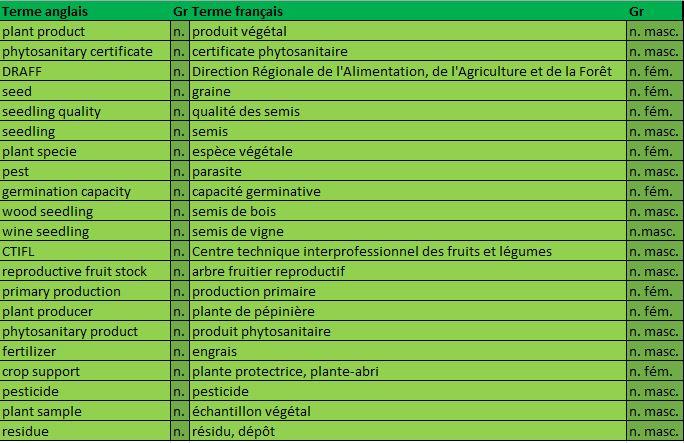 Terme anglais Gr Terme français Gr
plant product n. produit végétal n. masc.
phytosanitary certificate n. certificate phytosanitaire n. masc.
DRAFF n. Direction Régionale de l'Alimentation, de l'Agriculture et de la Forêt n. fém.
seed n. graine n. fém.
seedling quality n. qualité des semis n. fém.
seedling n. semis n. masc.
plant specie n. espèce végétale n. fém.
pest n. parasite n. masc.
germination capacity n. capacité germinative n. fém.
wood seedling n. semis de bois n. masc.
wine seedling n. semis de vigne n.masc.
CTIFL n. Centre technique interprofessionnel des fruits et légumes n. masc.
reproductive fruit stock n. arbre fruitier reproductif n. masc.
primary production n. production primaire n. fém.
plant producer n. plante de pépinière n. fém.
phytosanitary product n. produit phytosanitaire n. masc.
fertilizer n. engrais n. masc.
crop support n. plante protectrice, plante-abri n. fém.
pesticide n. pesticide n. masc.
plant sample n. échantillon végétal n. masc.
residue n. résidu, dépôt n. masc.